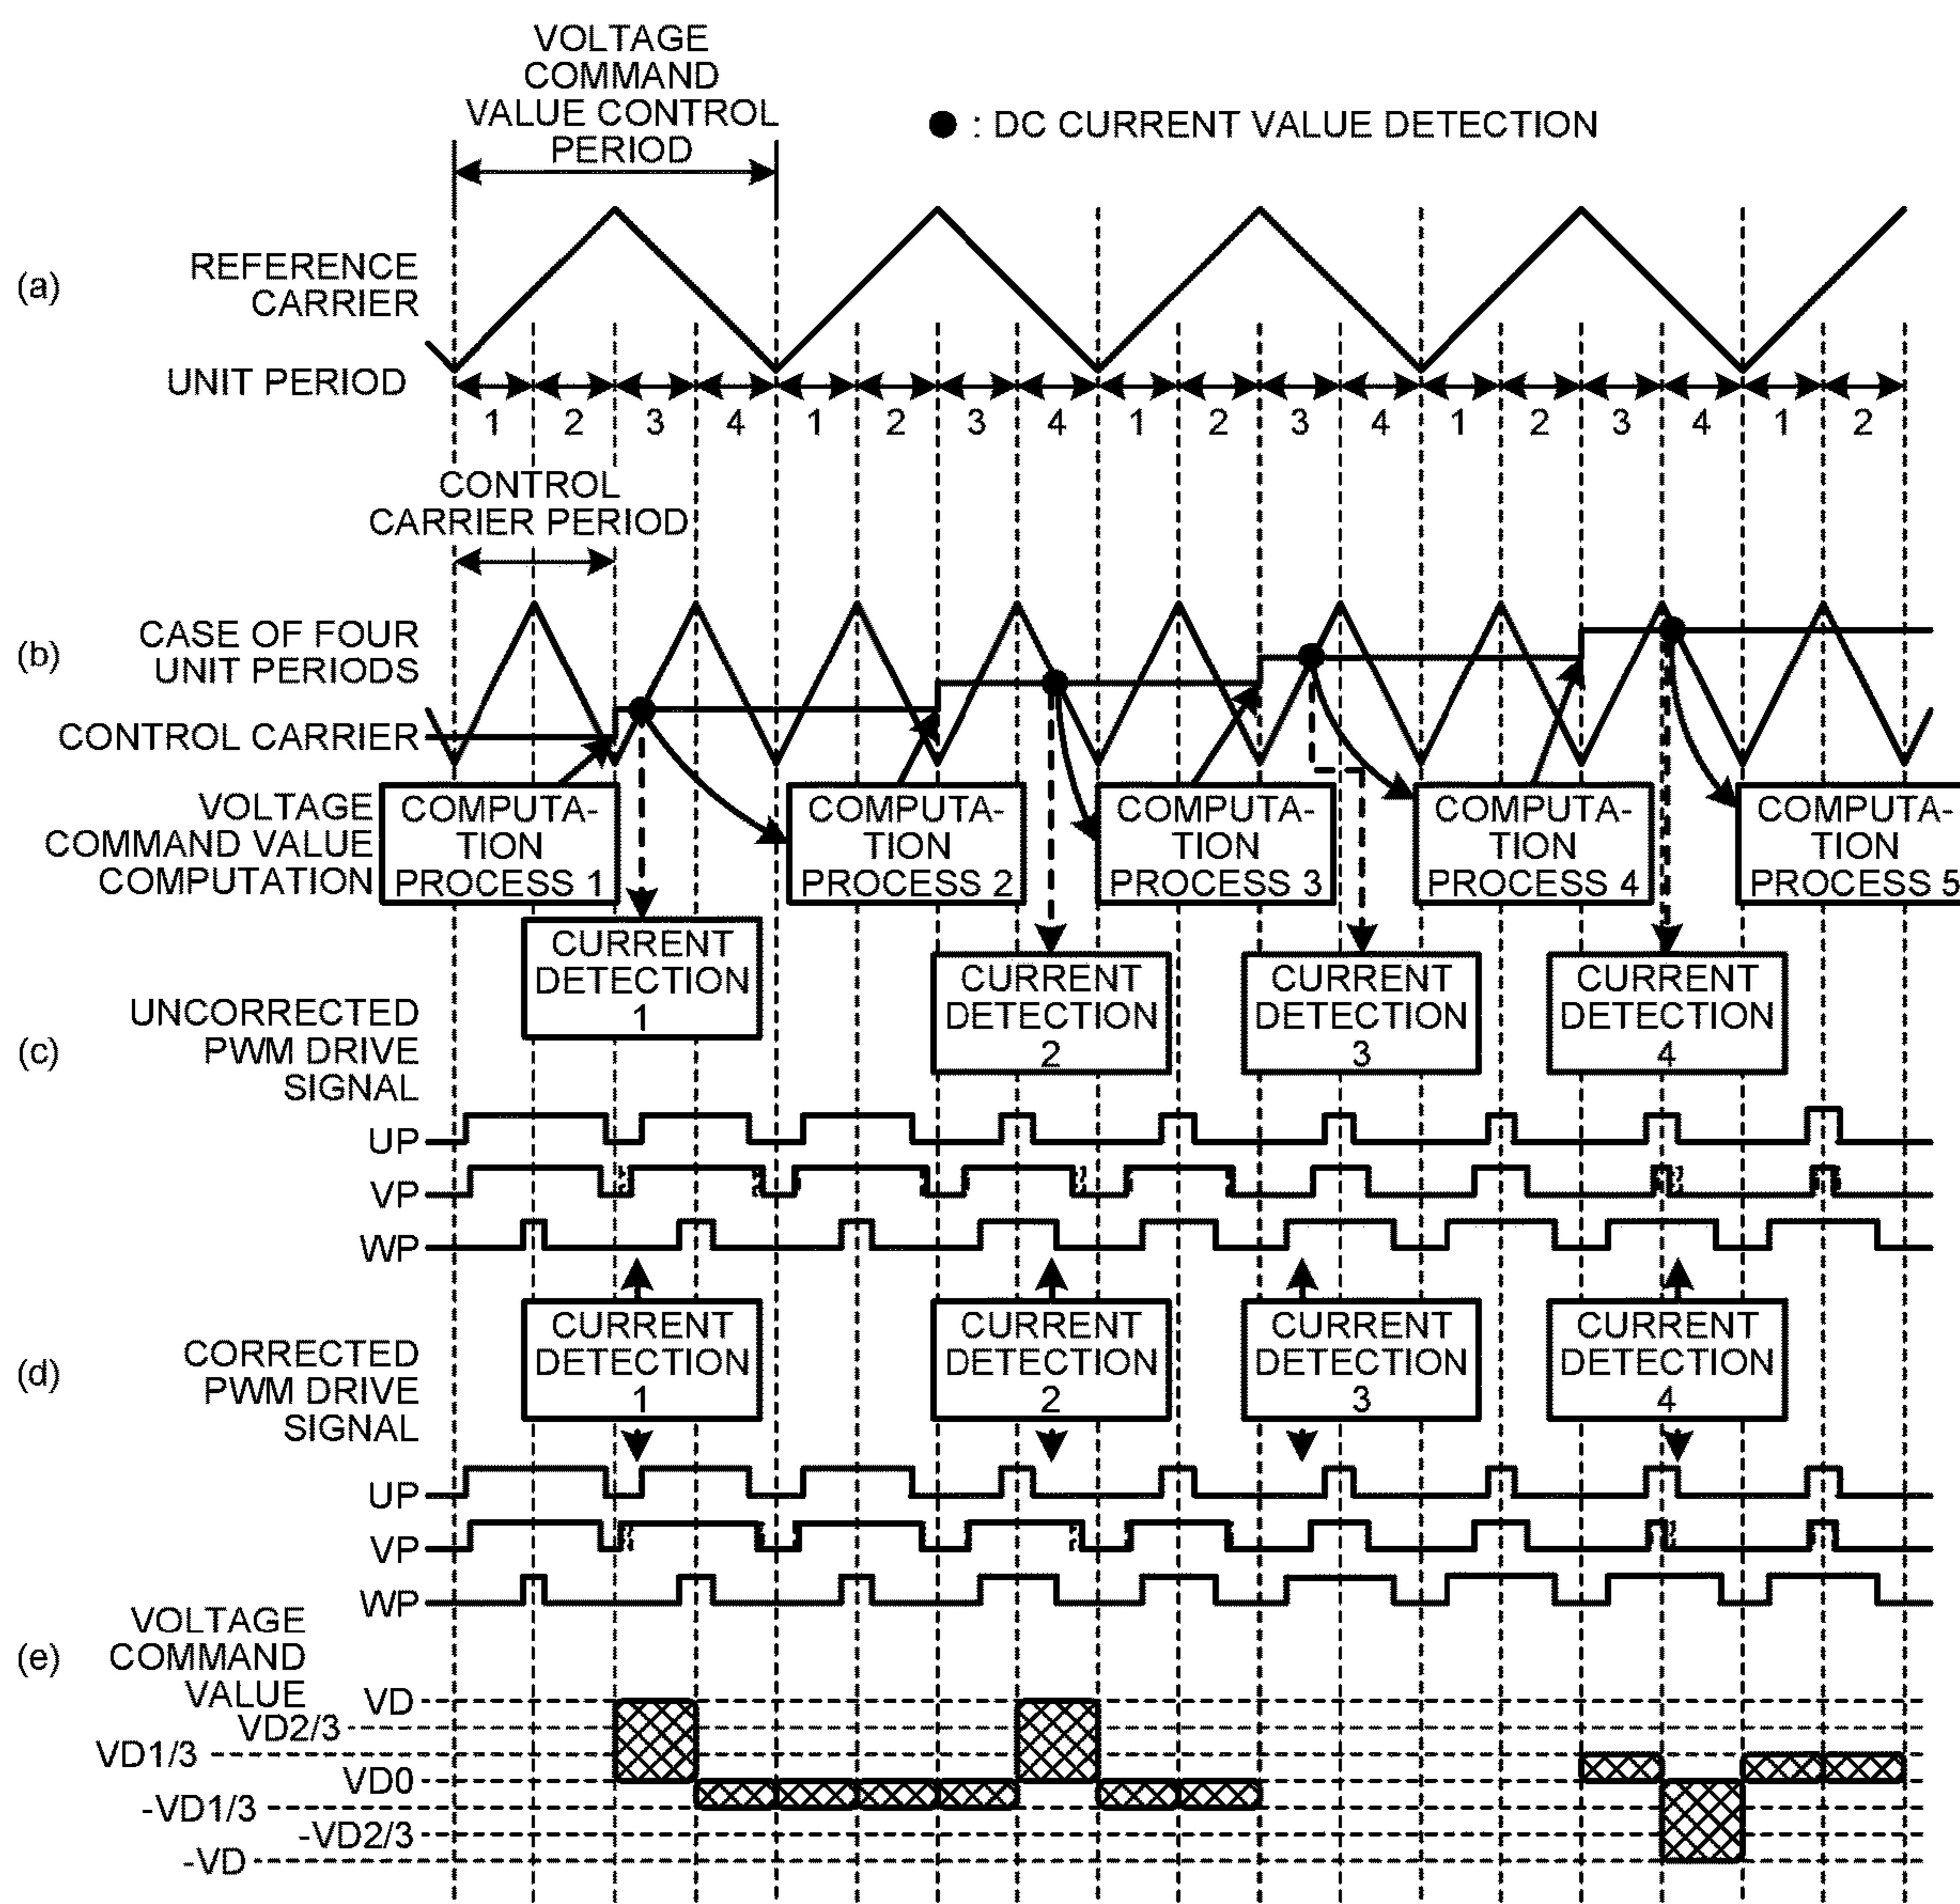 VOLTAGE
COMMAND
VALUE CONTROL
PERIOD
● : DC CURRENT VALUE DETECTION
(a)
REFERENCE
CARRIER
UNIT PERIOD
1 2 3 4 1 2 3 4 1 2 3 4 1 2 3 4 1 2
CONTROL
CARRIER PERIOD
(b)
CASE OF FOUR
UNIT PERIODS
CONTROL CARRIER
VOLTAGE
COMMAND VALUE
COMPUTATION
COMPUTA-
TION
PROCESS 1
COMPUTA-
TION
PROCESS 2
COMPUTA-
TION
PROCESS 3
COMPUTA-
TION
PROCESS 4
COMPUTA-
TION
PROCESS 5
CURRENT
DETECTION
1
CURRENT
DETECTION
2
CURRENT
DETECTION
3
CURRENT
DETECTION
4
(c)
UNCORRECTED
PWM DRIVE
SIGNAL
UP
VP
WP
CURRENT
DETECTION
1
CURRENT
DETECTION
2
CURRENT
DETECTION
3
CURRENT
DETECTION
4
(d)
CORRECTED
PWM DRIVE
SIGNAL
UP
VP
WP
(e)
VOLTAGE
COMMAND
VALUE
VD
VD2/3
VD1/3
VD0
-VD1/3
-VD2/3
-VD